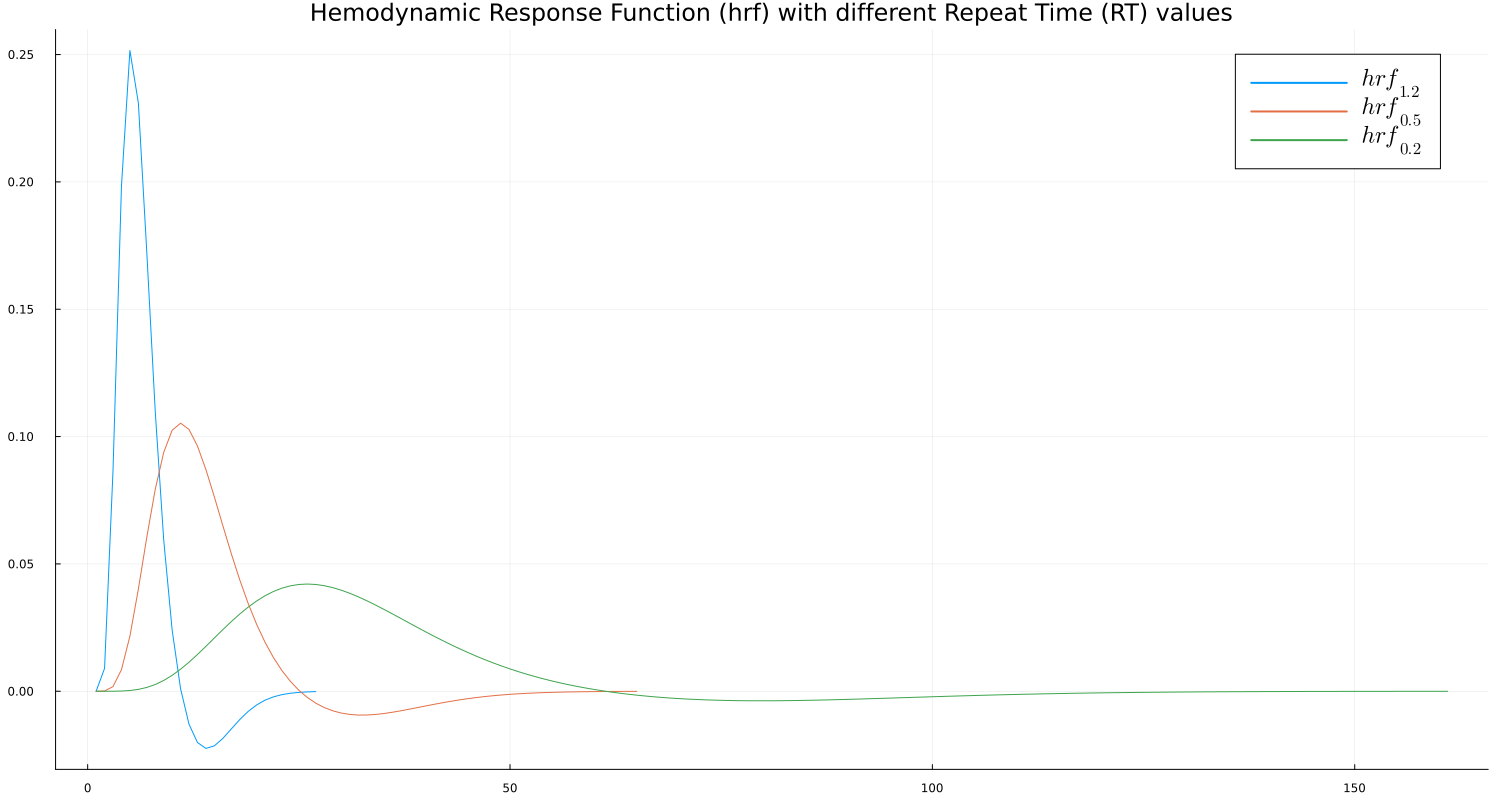 Hemodynamic Response Function (hrf) with different Repeat Time (RT) values
0.25
0.20
0.15
0.10
0.05
0.00
0 50 100 150
hrf1.2
hrf0.5
hrf0.2